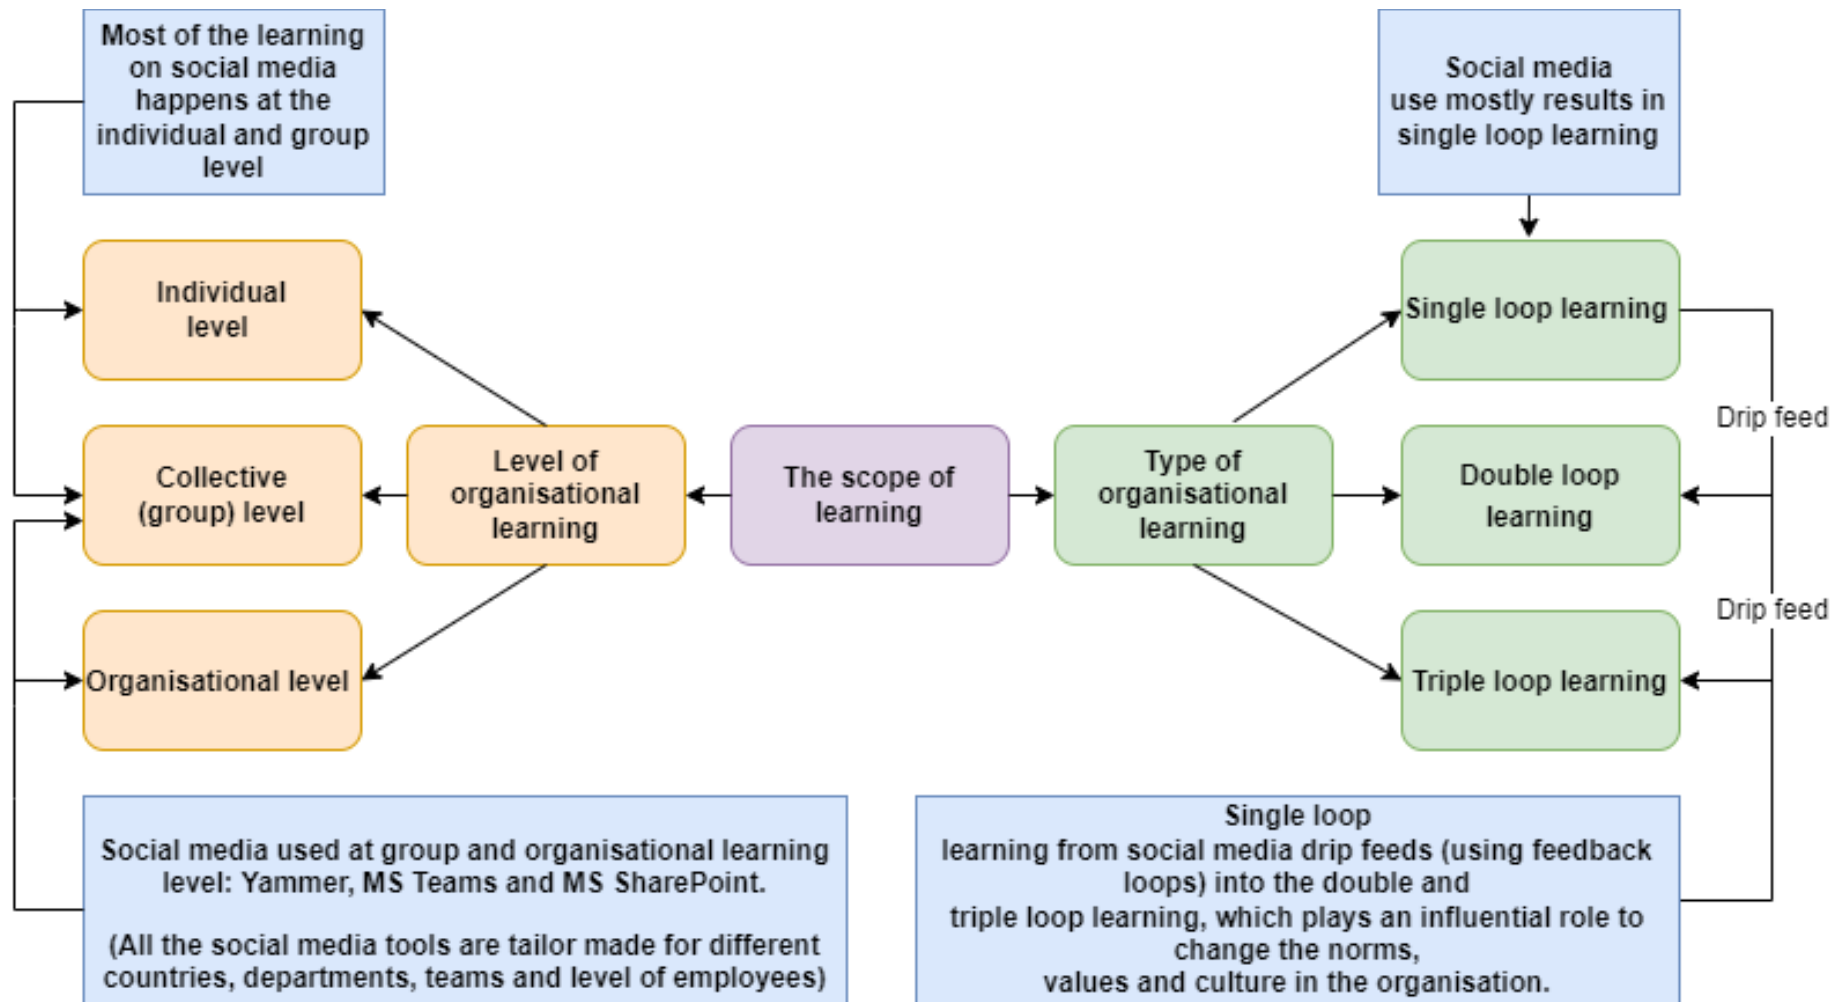 Most of the learning
on social media
happens at the
individual and group
level
Social media
use mostly results in
single loop learning
Individual
level
Single loop learning
Drip feed
Collective
(group) level
Level of
organisational
learning
The scope of
learning
Type of
organisational
learning
Double loop
learning
Drip feed
Organisational level
Triple loop learning
Social media used at group and organisational learning
level: Yammer, MS Teams and MS SharePoint.
(All the social media tools are tailor made for different
countries, departments, teams and level of employees)
Single loop
learning from social media drip feeds (using feedback
loops) into the double and
triple loop learning, which plays an influential role to
change the norms,
values and culture in the organisation.